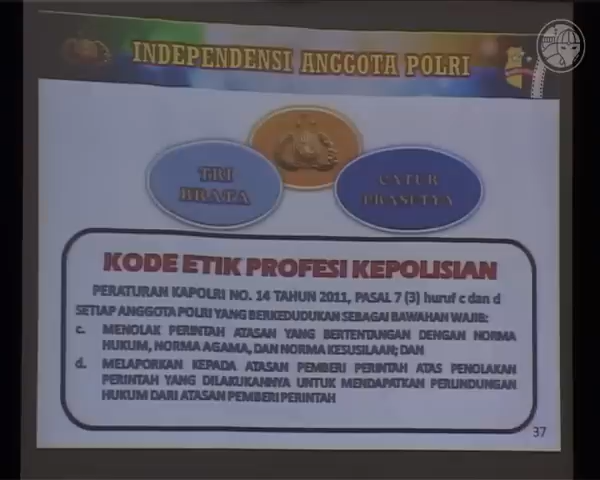 INDEPENDENSI ANGGOTA POLRI
TRI
BRATA
CATUR
PRASETYA
KODE ETIK PROFESI KEPOLISIAN
PERATURAN KAPOLRI NO. 14 TAHUN 2011, PASAL 7 (3) huruf c dan d
SETIAP ANGGOTA POLRI YANG BERKEDUDUKAN SEBAGAI BAWAHAN WAJIB:
c. MENOLAK PERINTAH ATASAN YANG BERTENTANGAN DENGAN NORMA
HUKUM, NORMA AGAMA, DAN NORMA KESUSILAAN; DAN
d. MELAPORKAN KEPADA ATASAN PEMBERI PERINTAH ATAS PENOLAKAN
PERINTAH YANG DILAKUKANNYA UNTUK MENDAPATKAN PERLINDUNGAN
HUKUM DARI ATASAN PEMBERI PERINTAH
37